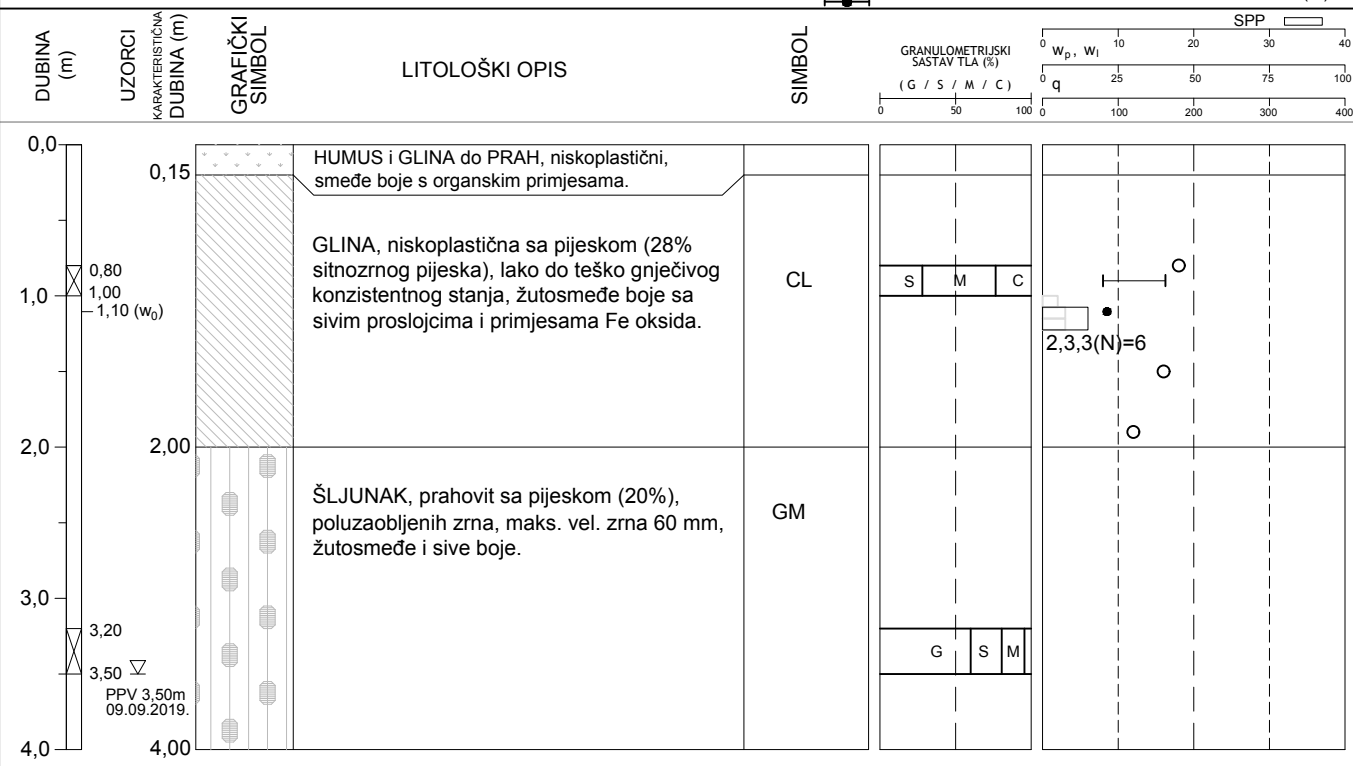 SPP
DUBINA
(m)
UZORCI
KARAKTERISTIČNA
DUBINA (m)
GRAFIČKI
SIMBOL
LITOLOŠKI OPIS
SIMBOL
GRANULOMETRIJSKI
SASTAV TLA (%)
( G / S / M / C )
0 50 100
0 10 20 30 40
wp, wl
0 25 50 75 100
q
100 200 300 400
0,0
0,15
HUMUS i GLINA do PRAH, niskoplastični,
smeđe boje s organskim primjesama.
GLINA, niskoplastična sa pijeskom (28%
sitnozrnog pijeska), lako do teško gnječivog
konzistentnog stanja, žutosmeđe boje sa
sivim proslojcima i primjesama Fe oksida.
CL
0,80
1,0
1,00
1,10 (w0)
S M C
2,3,3(N)=6
2,0
2,00
ŠLJUNAK, prahovit sa pijeskom (20%),
poluzaobljenih zrna, maks. vel. zrna 60 mm,
žutosmeđe i sive boje.
GM
3,0
3,20
3,50
PPV 3,50m
09.09.2019.
G S M
4,0
4,00